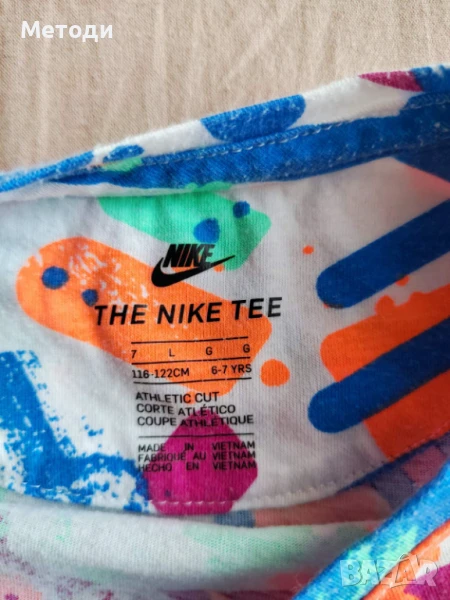 Методи
NIKE
THE NIKE TEE
7 L G G
116-122CM 6-7 YRS
ATHLETIC CUT
CORTE ATLÉTICO
COUPE ATHLÉTIQUE
MADE IN VIETNAM
FABRIQUÉ AU VIETNAM
HECHO EN VIETNAM
BAZAR